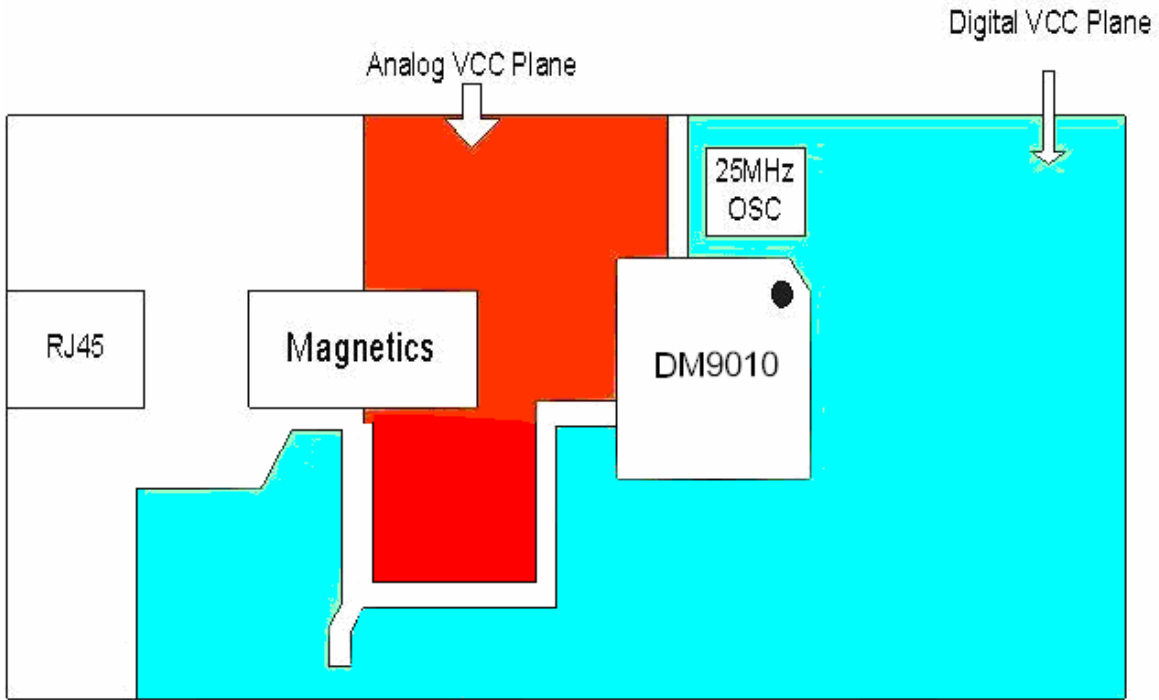 Digital VCC Plane
Analog VCC Plane
25MHz
OSC
RJ45
Magnetics
DM9010